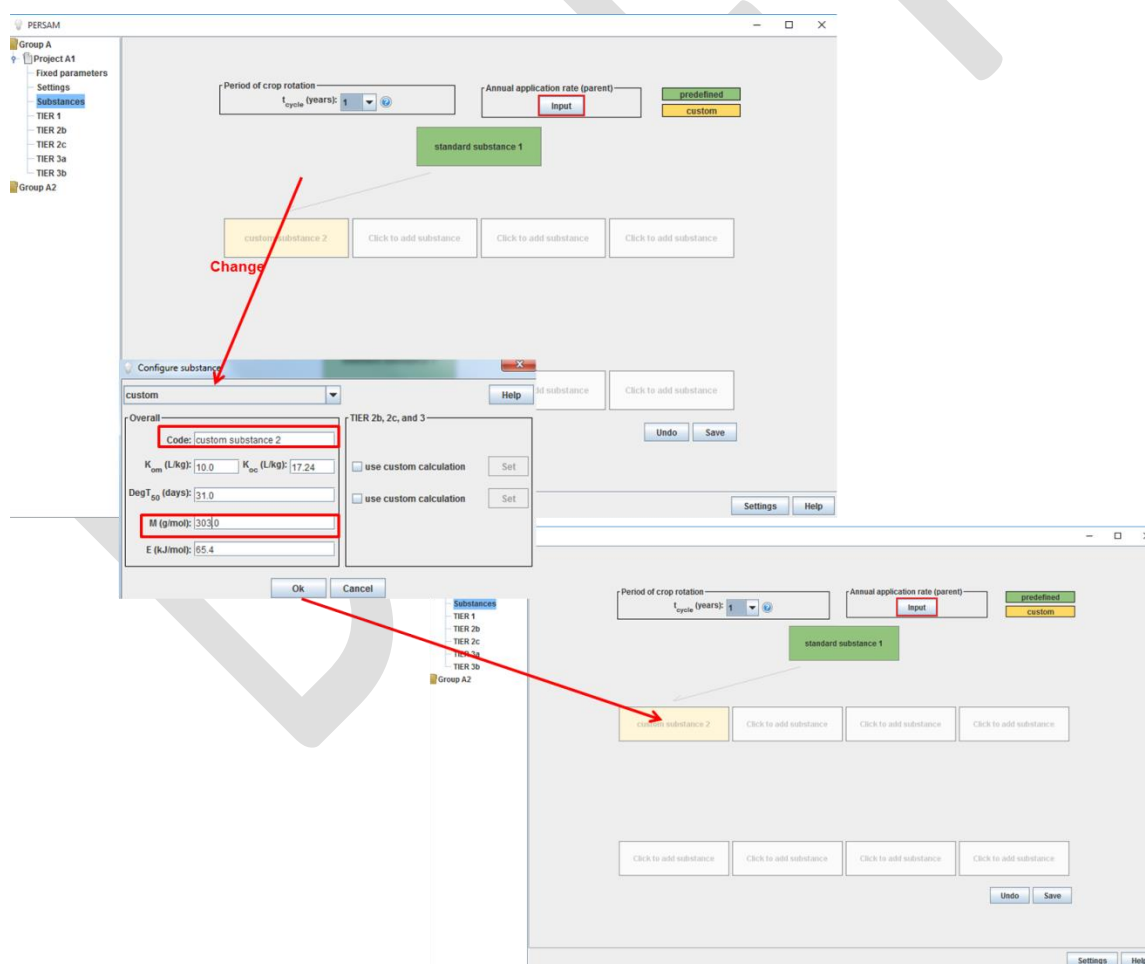 PERSAM
Group A
Project A1
Fixed parameters
Settings
Substances
TIER 1
TIER 2b
TIER 2c
TIER 3a
TIER 3b
Group A2
Period of crop rotation
tcycle (years): 1
Annual application rate (parent)
Input
predefined
custom
standard substance 1
custom substance 2
Click to add substance
Click to add substance
Click to add substance
Change
Click to add substance
Undo Save
Settings Help
Configure substance
custom
Help
Overall
Code: custom substance 2
Kom (L/kg): 10.0 Koc (L/kg): 17.24
DegT50 (days): 31.0
M (g/mol): 303.0
E (kJ/mol): 65.4
TIER 2b, 2c, and 3
use custom calculation Set
use custom calculation Set
Ok Cancel
Substances
TIER 1
TIER 2b
TIER 2c
TIER 3a
TIER 3b
Group A2
Period of crop rotation
tcycle (years): 1
Annual application rate (parent)
Input
predefined
custom
standard substance 1
custom substance 2
Click to add substance
Click to add substance
Click to add substance
Click to add substance
Click to add substance
Click to add substance
Click to add substance
Undo Save
Settings